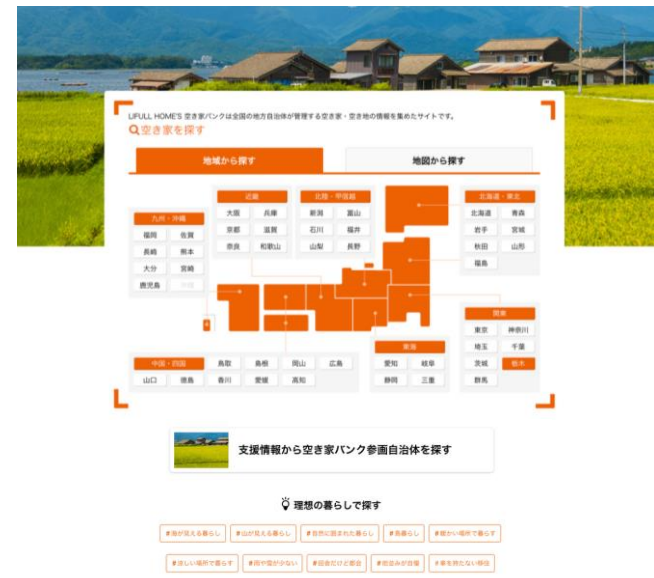 LIFULL HOME'S 空き家バンクは全国の地方自治体が管理する空き家・空き地の情報を集めたサイトです。
空き家を探す
地域から探す
地図から探す
近畿
大阪 兵庫
京都 滋賀
奈良 和歌山
北陸・甲信越
新潟 富山
石川 福井
山梨 長野
北海道・東北
北海道 青森
岩手 宮城
秋田 山形
福島
九州・沖縄
福岡 佐賀
長崎 熊本
大分 宮崎
鹿児島 沖縄
関東
東京 神奈川
埼玉 千葉
茨城 栃木
群馬
東海
愛知 岐阜
静岡 三重
中国・四国 鳥取 島根 岡山 広島
山口 徳島 香川 愛媛 高知
支援情報から空き家バンク参画自治体を探す
理想の暮らしで探す
#海が見える暮らし #山が見える暮らし #自然に囲まれた暮らし #島暮らし #暖かい場所で暮らす
#涼しい場所で暮らす #雨や雪が少ない #田舎だけど都会 #街並みが自慢 #車を持たない移住